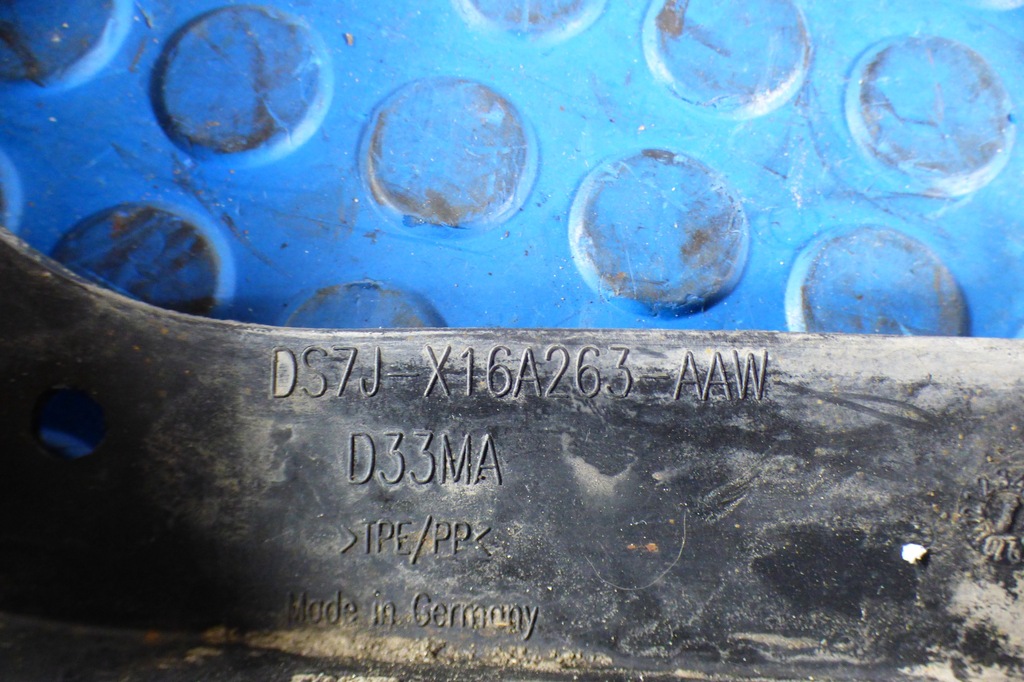 DS7J-X16A263-AAW
D33MA
>TPE/PP<
Made in Germany